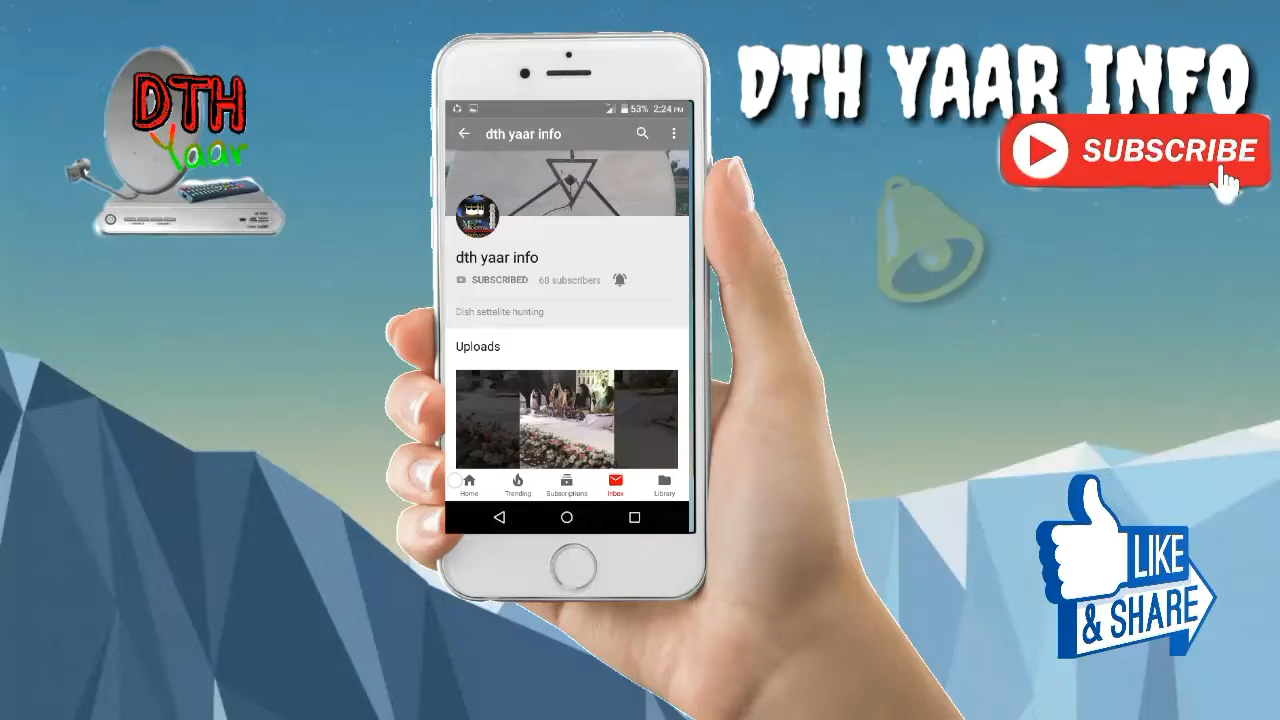 DTH
Yaar
DTH YAAR INFO
SUBSCRIBE
53% 2:24 PM
dth yaar info
dth yaar info
SUBSCRIBED 68 subscribers
Dish settelite hunting
Uploads
Home Trending Subscriptions Inbox Library
LIKE
& SHARE